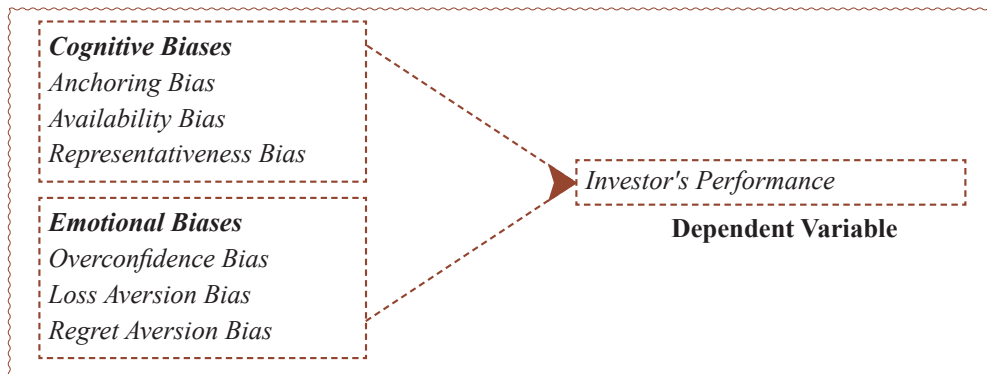 Cognitive Biases
Anchoring Bias
Availability Bias
Representativeness Bias
Emotional Biases
Overconfidence Bias
Loss Aversion Bias
Regret Aversion Bias
Investor's Performance
Dependent Variable